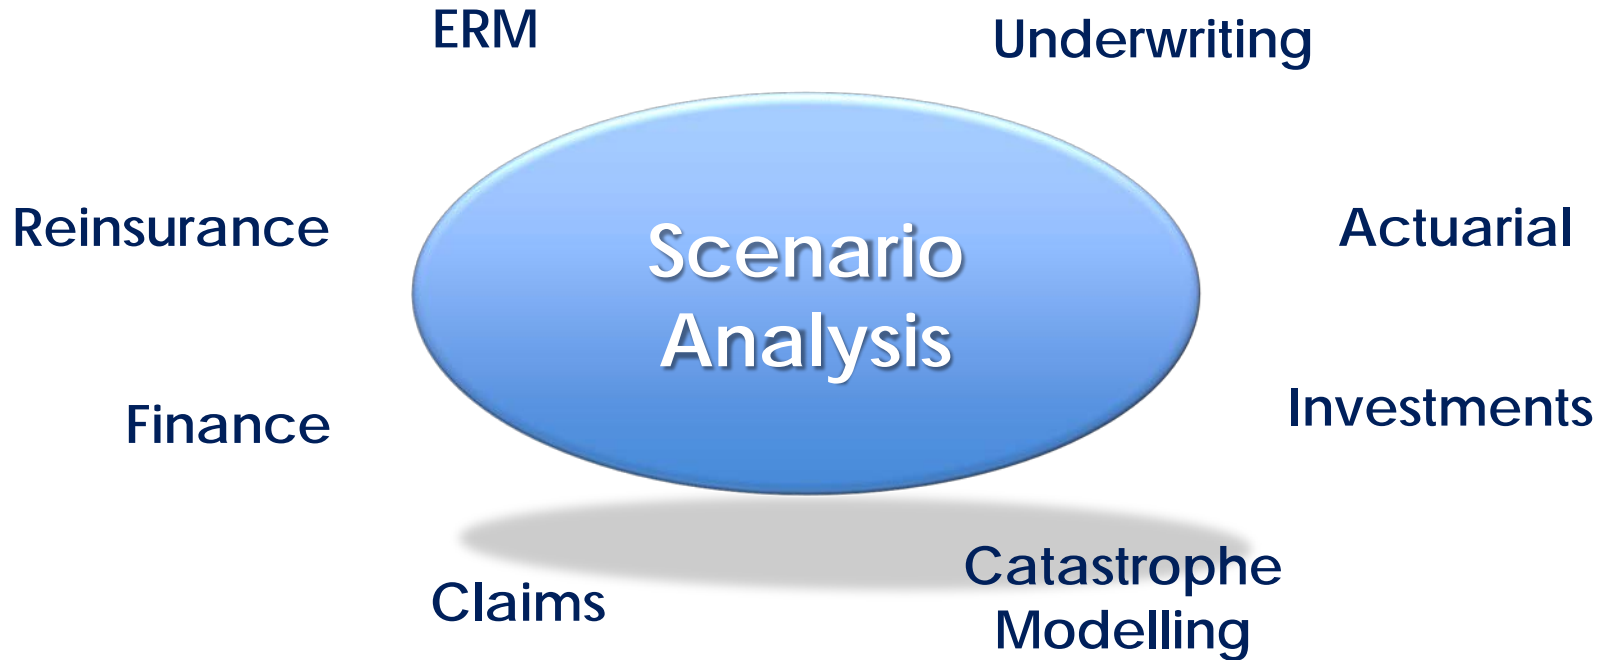 ERM
Underwriting
Reinsurance
Scenario
Analysis
Actuarial
Finance
Investments
Claims
Catastrophe
Modelling